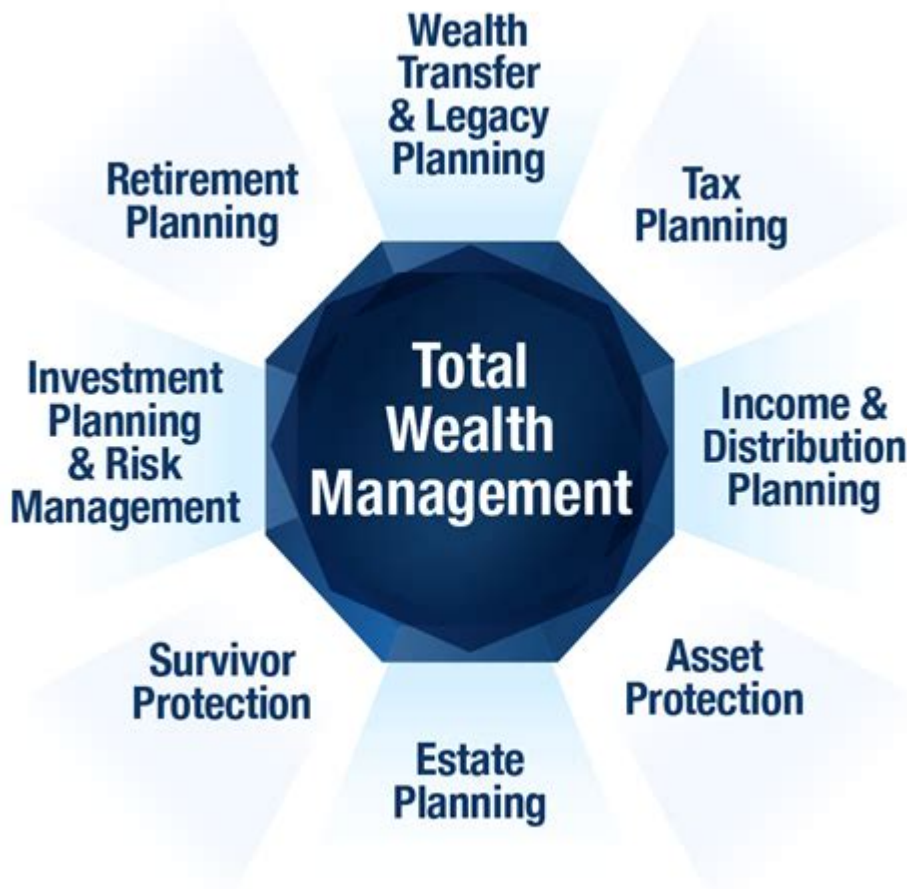 Wealth
Transfer
& Legacy
Planning
Tax
Planning
Income &
Distribution
Planning
Asset
Protection
Estate
Planning
Survivor
Protection
Investment
Planning
& Risk
Management
Retirement
Planning
Total
Wealth
Management